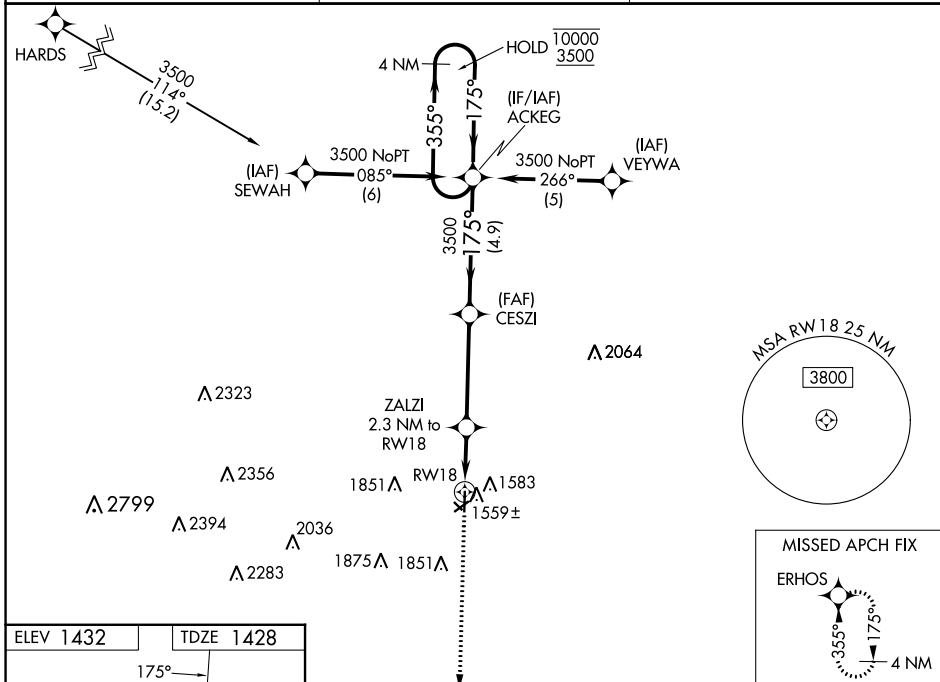 HARDS
3500
114°
(15.2)
4 NM
HOLD 10000
3500
355°
175°
(IF/IAF)
ACKEG
(IAF)
SEWAH
3500 NoPT
085°
(6)
3500 NoPT
266°
(5)
(IAF)
VEYWA
3500
175°
(4.9)
(FAF)
CESZI
2064
MSA RW18 25 NM
3800
2323
ZALZI
2.3 NM to
RW18
2356
1851
RW18
1583
2799
1559±
2394
2036
1875
1851
2283
MISSED APCH FIX
ERHOS
355°
175°
4 NM
ELEV 1432
TDZE 1428
175°